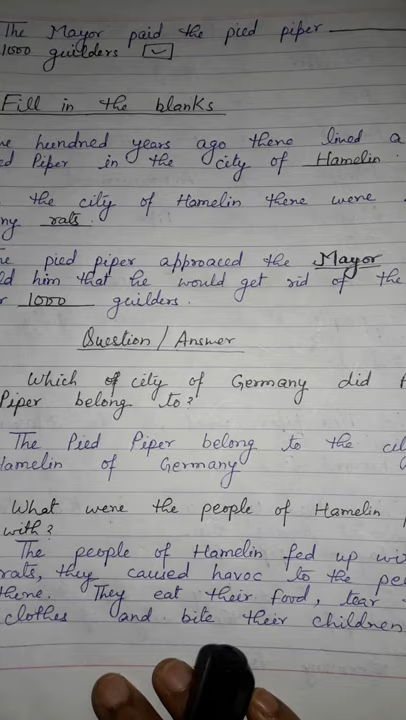 The Mayor paid the pied piper
1000 guilders
Fill in the blanks
hundred years ago there lived a
Piper in the city of Hamelin.
the city of Hamelin there were
rats.
pied piper approaced the Mayor
him that he would get rid of the
1000 guilders.
Question / Answer
Which of city of Germany did
Piper belong to?
The Pied Piper belong to the
Hamelin of Germany
What were the people of Hamelin
with?
The people of Hamelin fed up
rats, they caused havoc to the
there. They eat their food, tear
clothes and bite their children